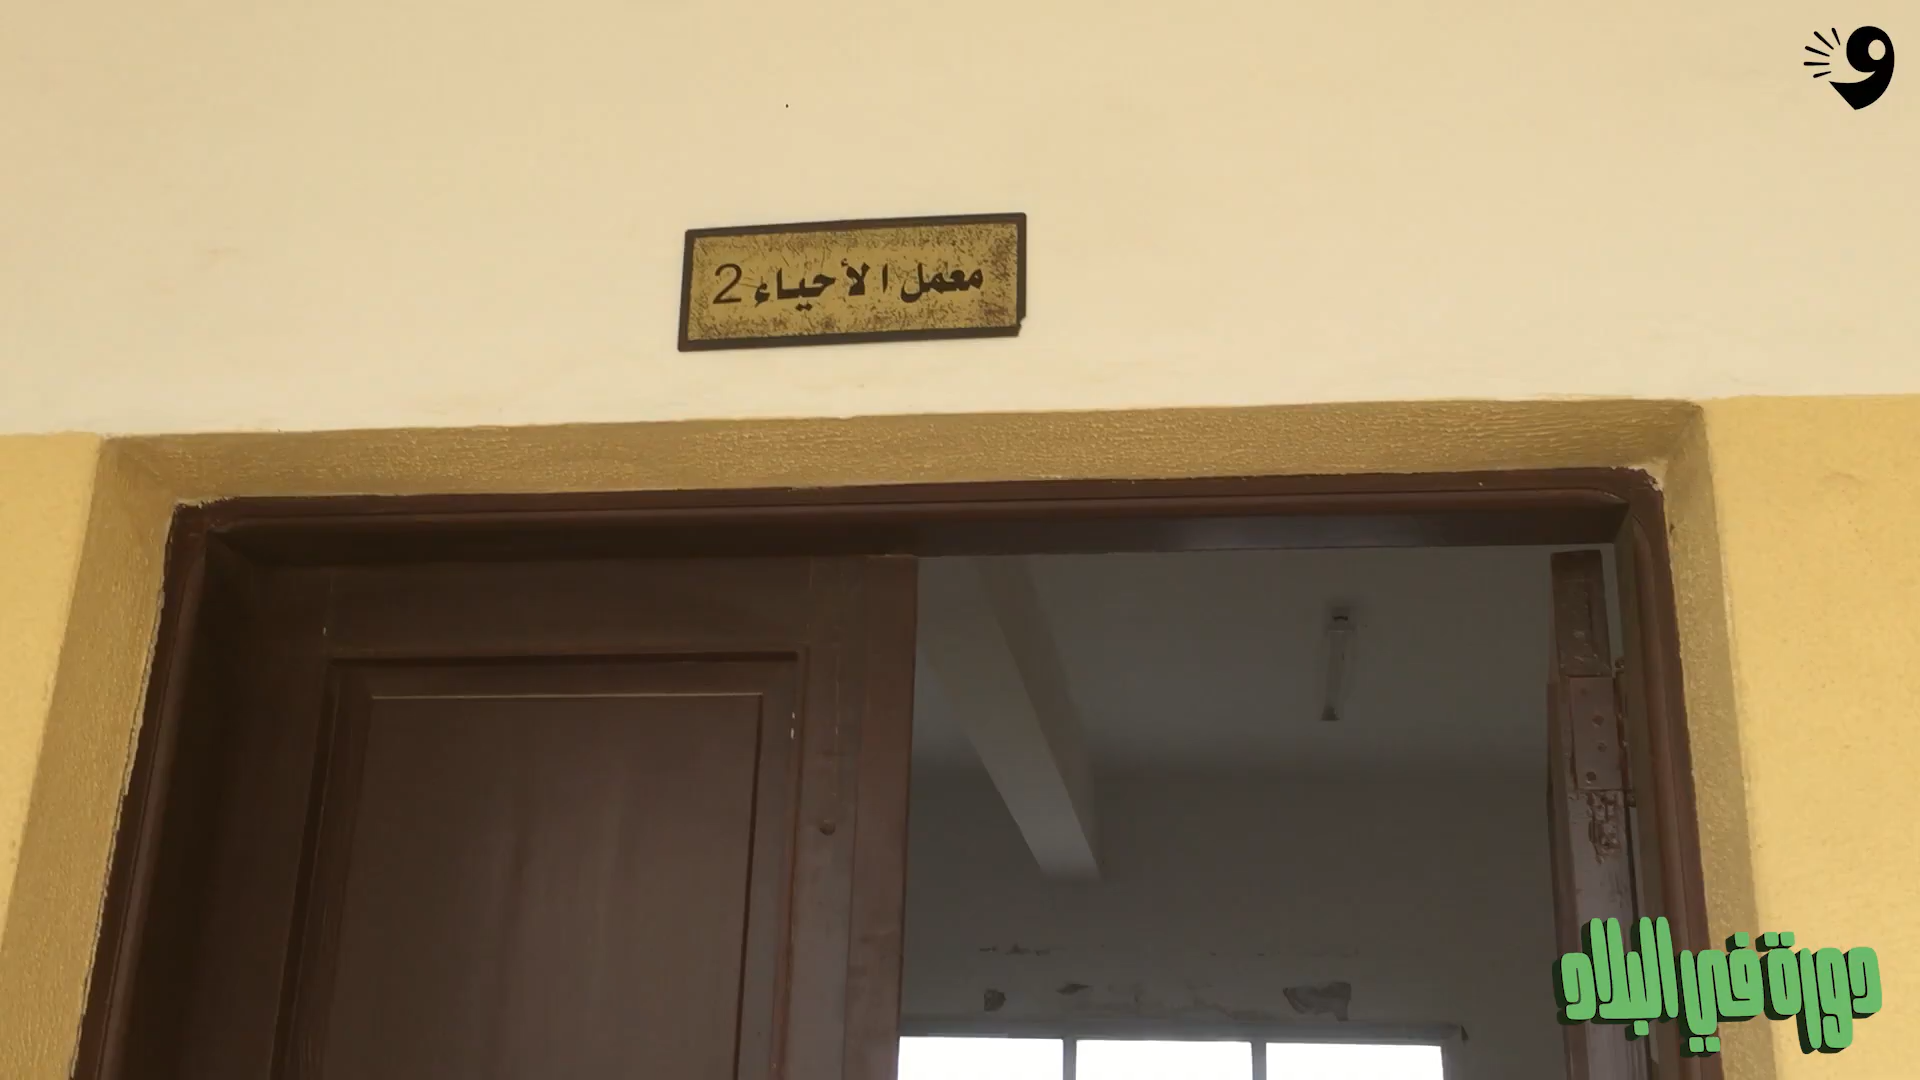 و
معمل الأحياء 2
دورة في البلاد